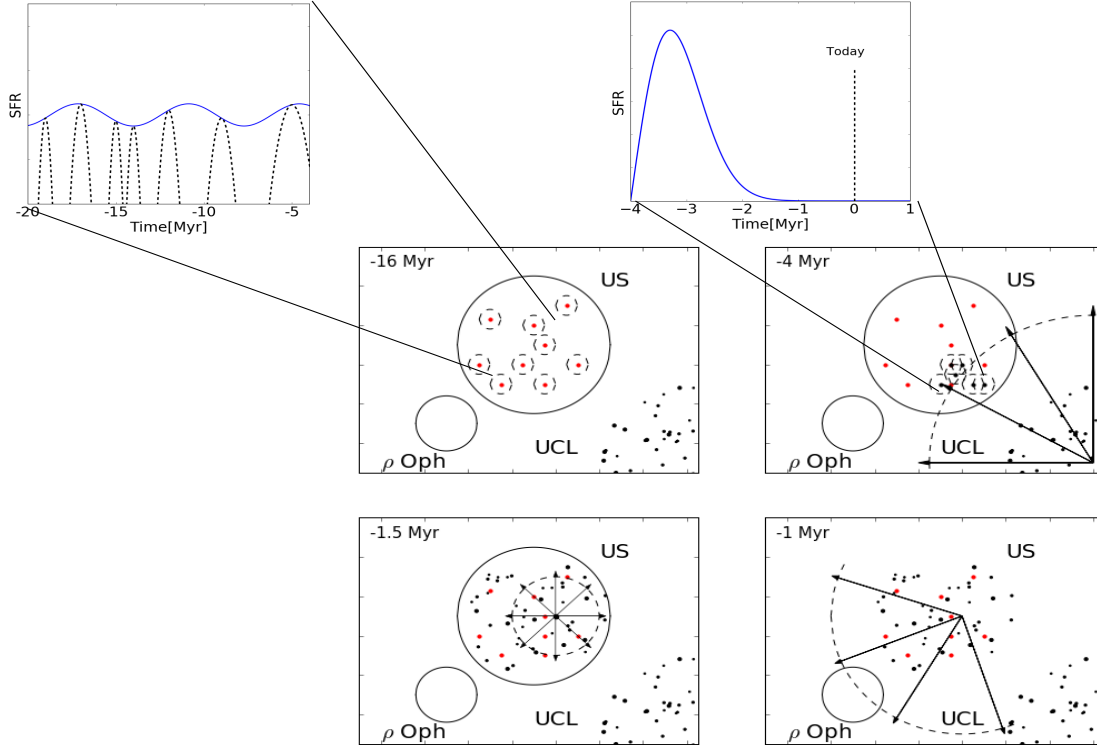 SFR
-20
-15
-10
-5
Time[Myr]
SFR
Today
-4
-3
-2
-1
0
1
Time[Myr]
-16 Myr
US
UCL
ρ Oph
-4 Myr
US
UCL
ρ Oph
-1.5 Myr
US
UCL
ρ Oph
-1 Myr
US
UCL
ρ Oph